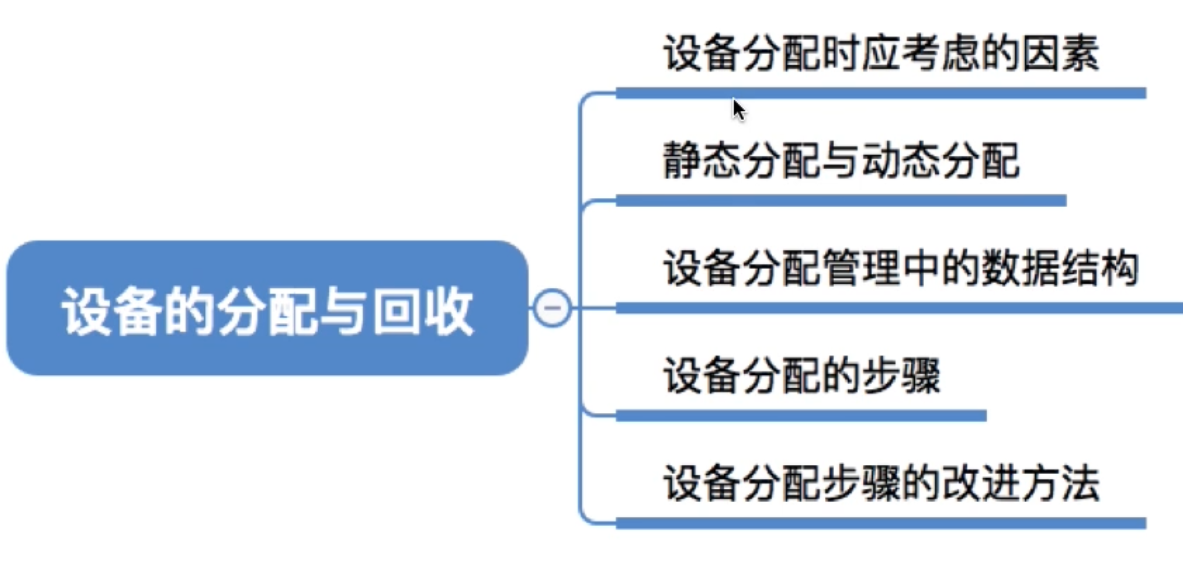 设备的分配与回收
设备分配时应考虑的因素
静态分配与动态分配
设备分配管理中的数据结构
设备分配的步骤
设备分配步骤的改进方法